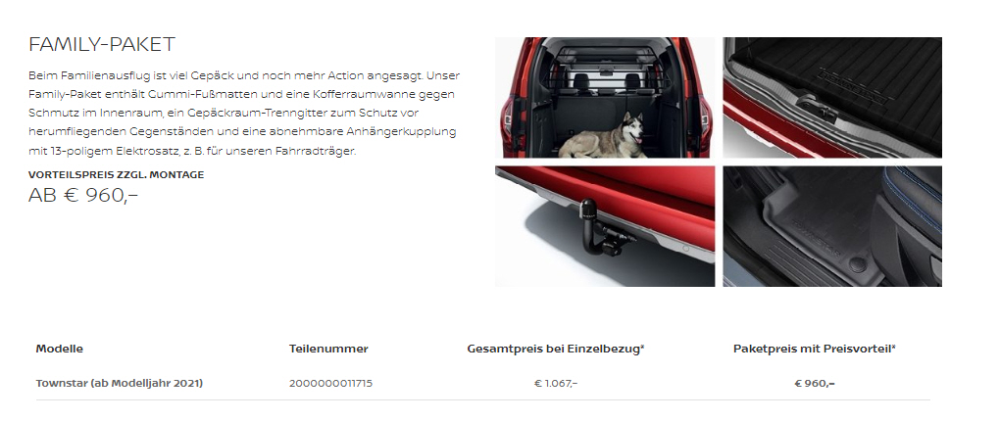 FAMILY-PAKET
Beim Familienausflug ist viel Gepäck und noch mehr Action angesagt. Unser
Family-Paket enthält Gummi-Fußmatten und eine Kofferraumwanne gegen
Schmutz im Innenraum, ein Gepäckraum-Trenngitter zum Schutz vor
herumfliegenden Gegenständen und eine abnehmbare Anhängerkupplung
mit 13-poligem Elektrosatz, z. B. für unseren Fahrradträger.
VORTEILSPREIS ZZGL. MONTAGE
AB € 960,–
Modelle Teilenummer Gesamtpreis bei Einzelbezug* Paketpreis mit Preisvorteil*
Townstar (ab Modelljahr 2021) 2000000011715 € 1.067,– € 960,–